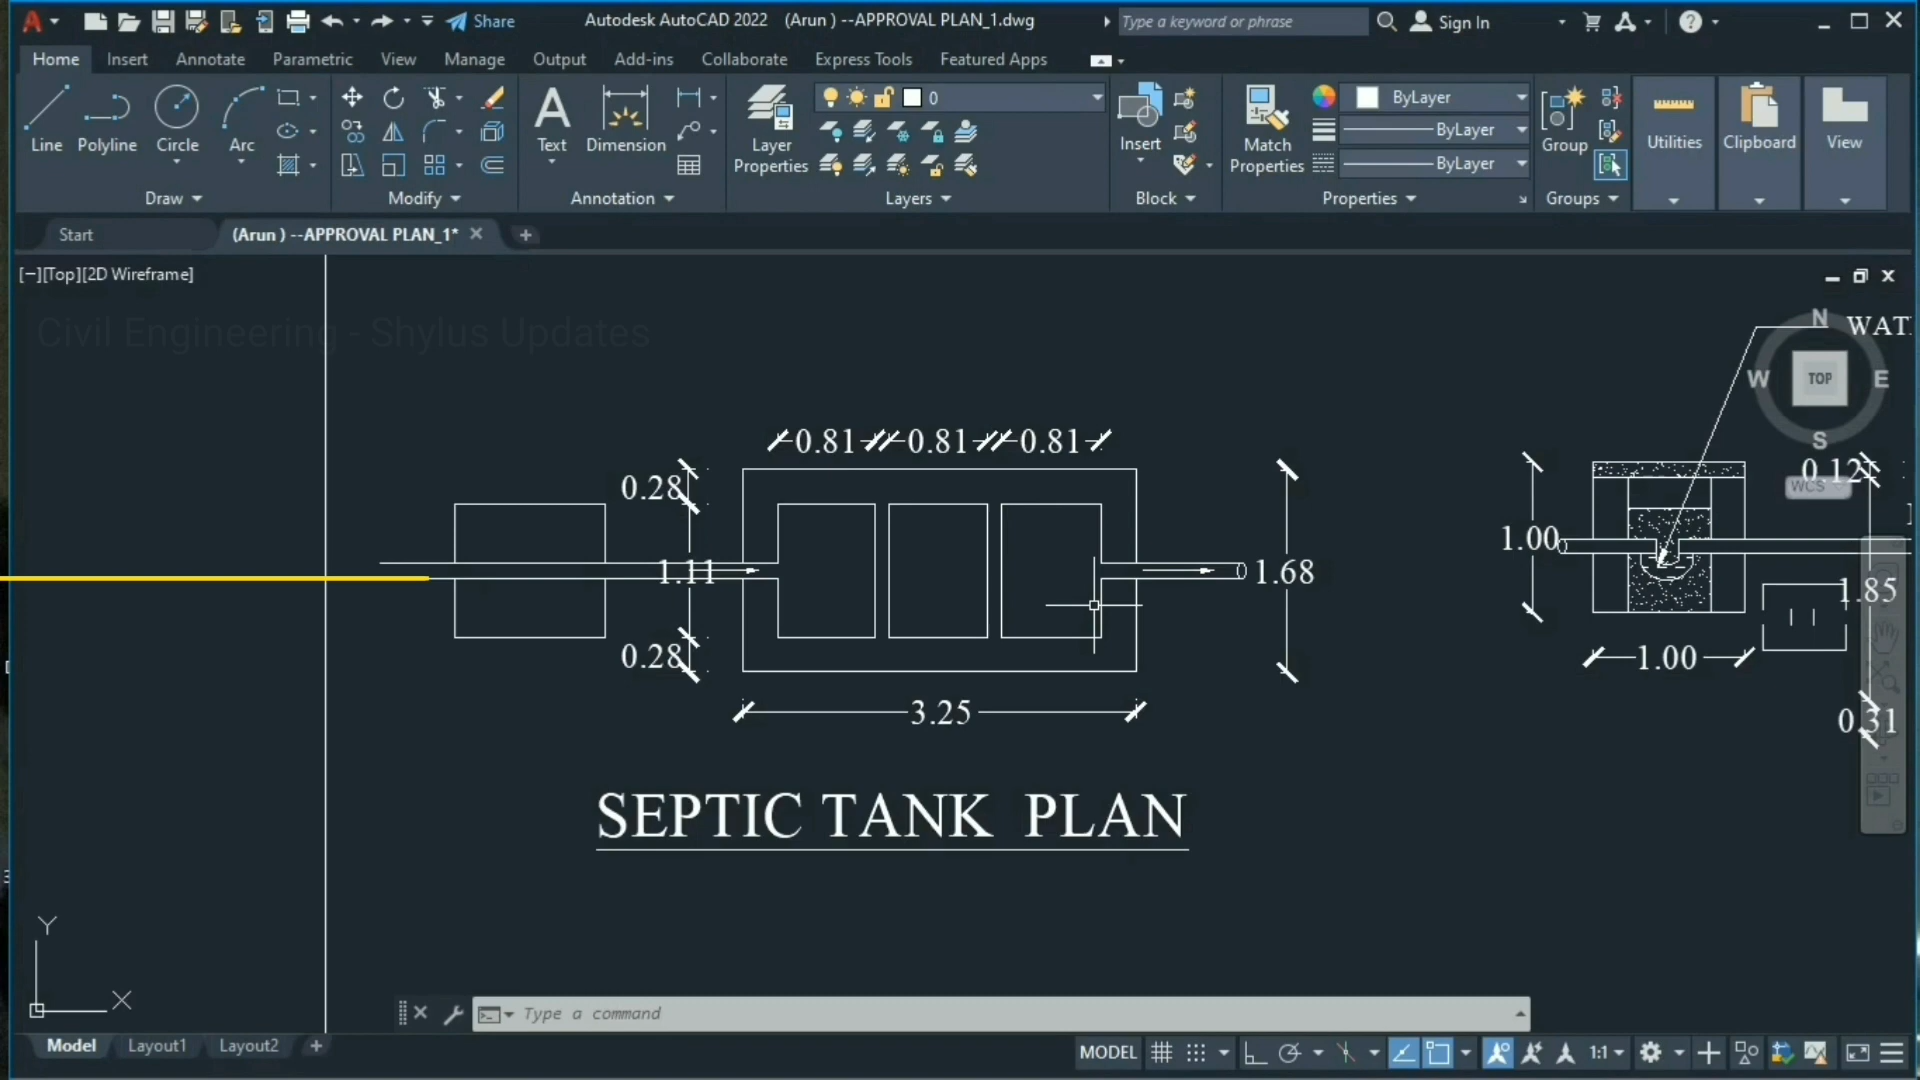 Share
Autodesk AutoCAD 2022 (Arun ) --APPROVAL PLAN_1.dwg
Type a keyword or phrase
Sign In
Home Insert Annotate Parametric View Manage Output Add-ins Collaborate Express Tools Featured Apps
0
ByLayer
ByLayer
ByLayer
Line Polyline Circle Arc
Text Dimension
Layer Properties
Insert
Match Properties
Group
Utilities Clipboard View
Draw Modify Annotation Layers Block Properties Groups
Start (Arun ) --APPROVAL PLAN_1*
[−][Top][2D Wireframe]
Civil Engineering - Shylus Updates
N
W TOP E
S
WCS
WAT
0.81 0.81 0.81
0.28
1.11
0.28
1.68
3.25
1.00
1.00
0.12
1.85
0.31
SEPTIC TANK PLAN
Y
X
Type a command
Model Layout1 Layout2
MODEL
1:1